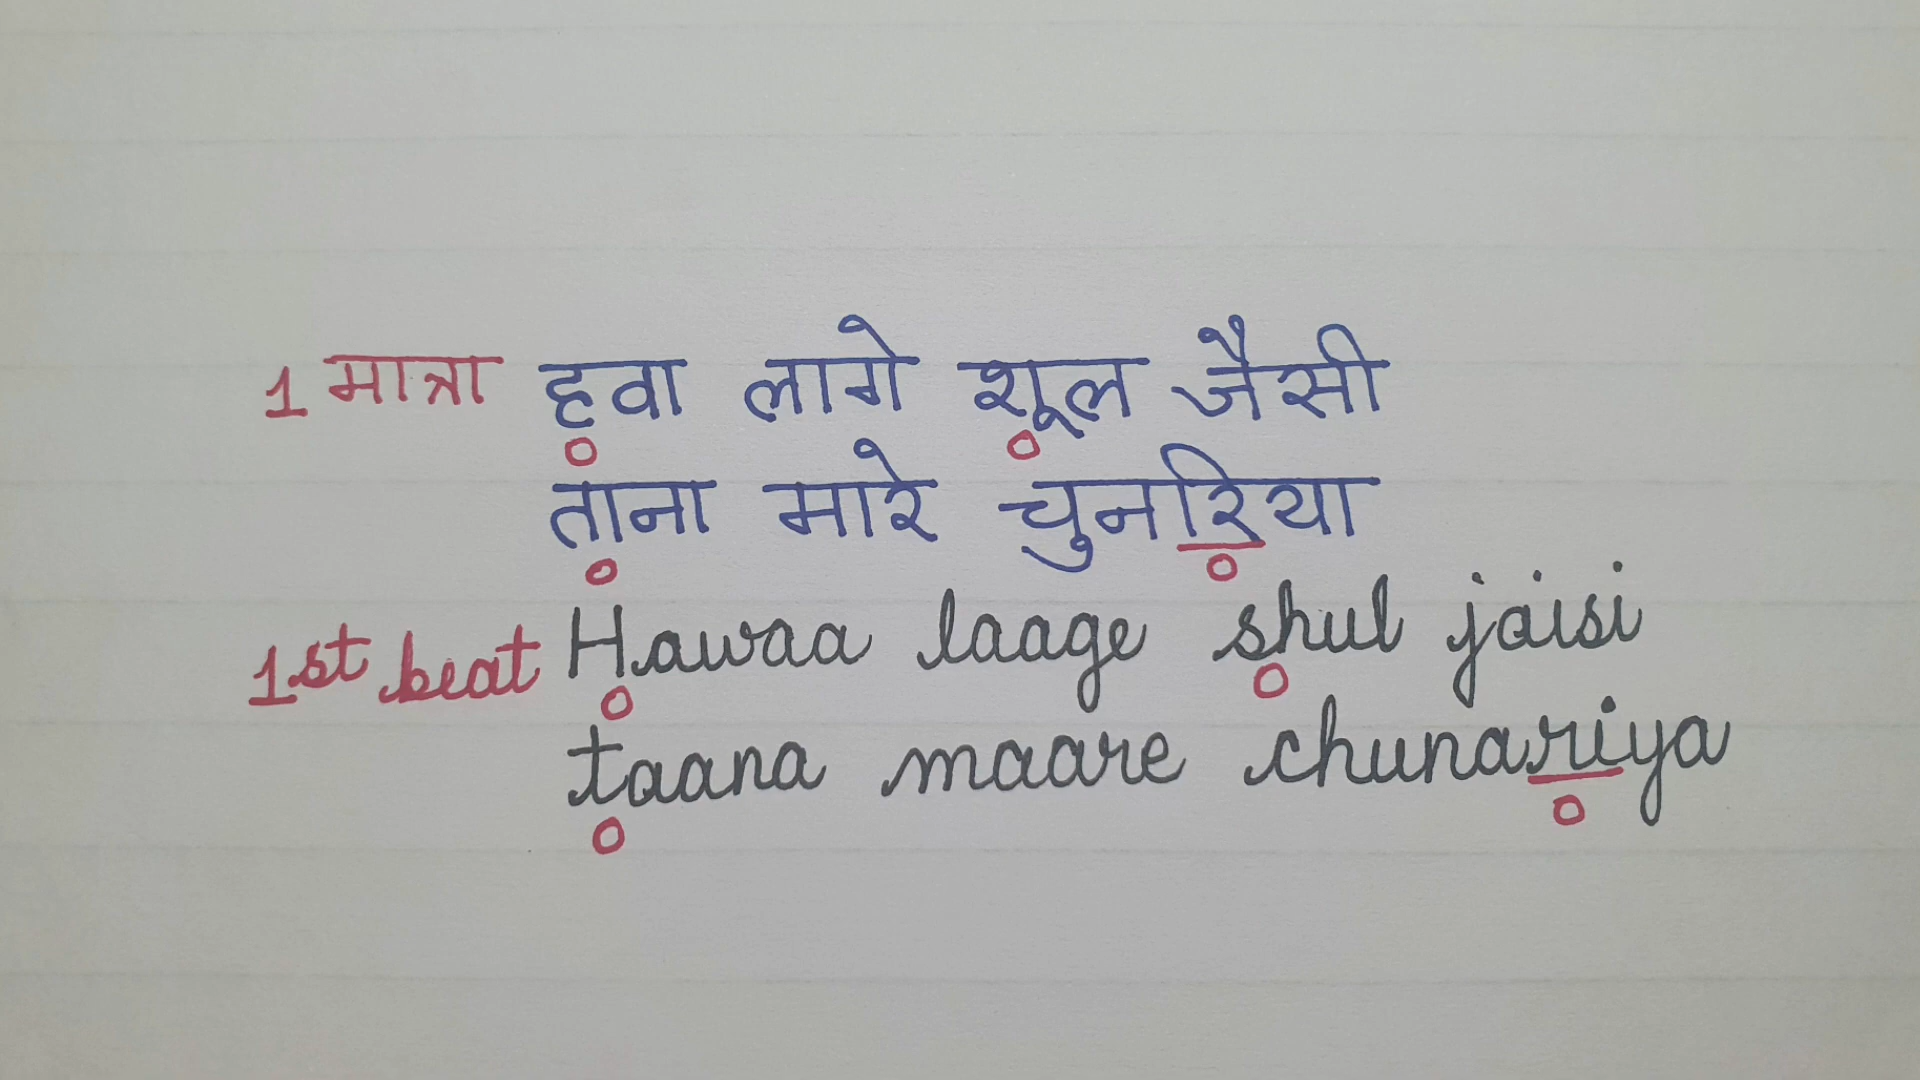 1 मात्रा हवा लागे शूल जैसी
ताना मारे चुनरिया
1st beat Hawaa laage shul jaisi
taana maare chunariya